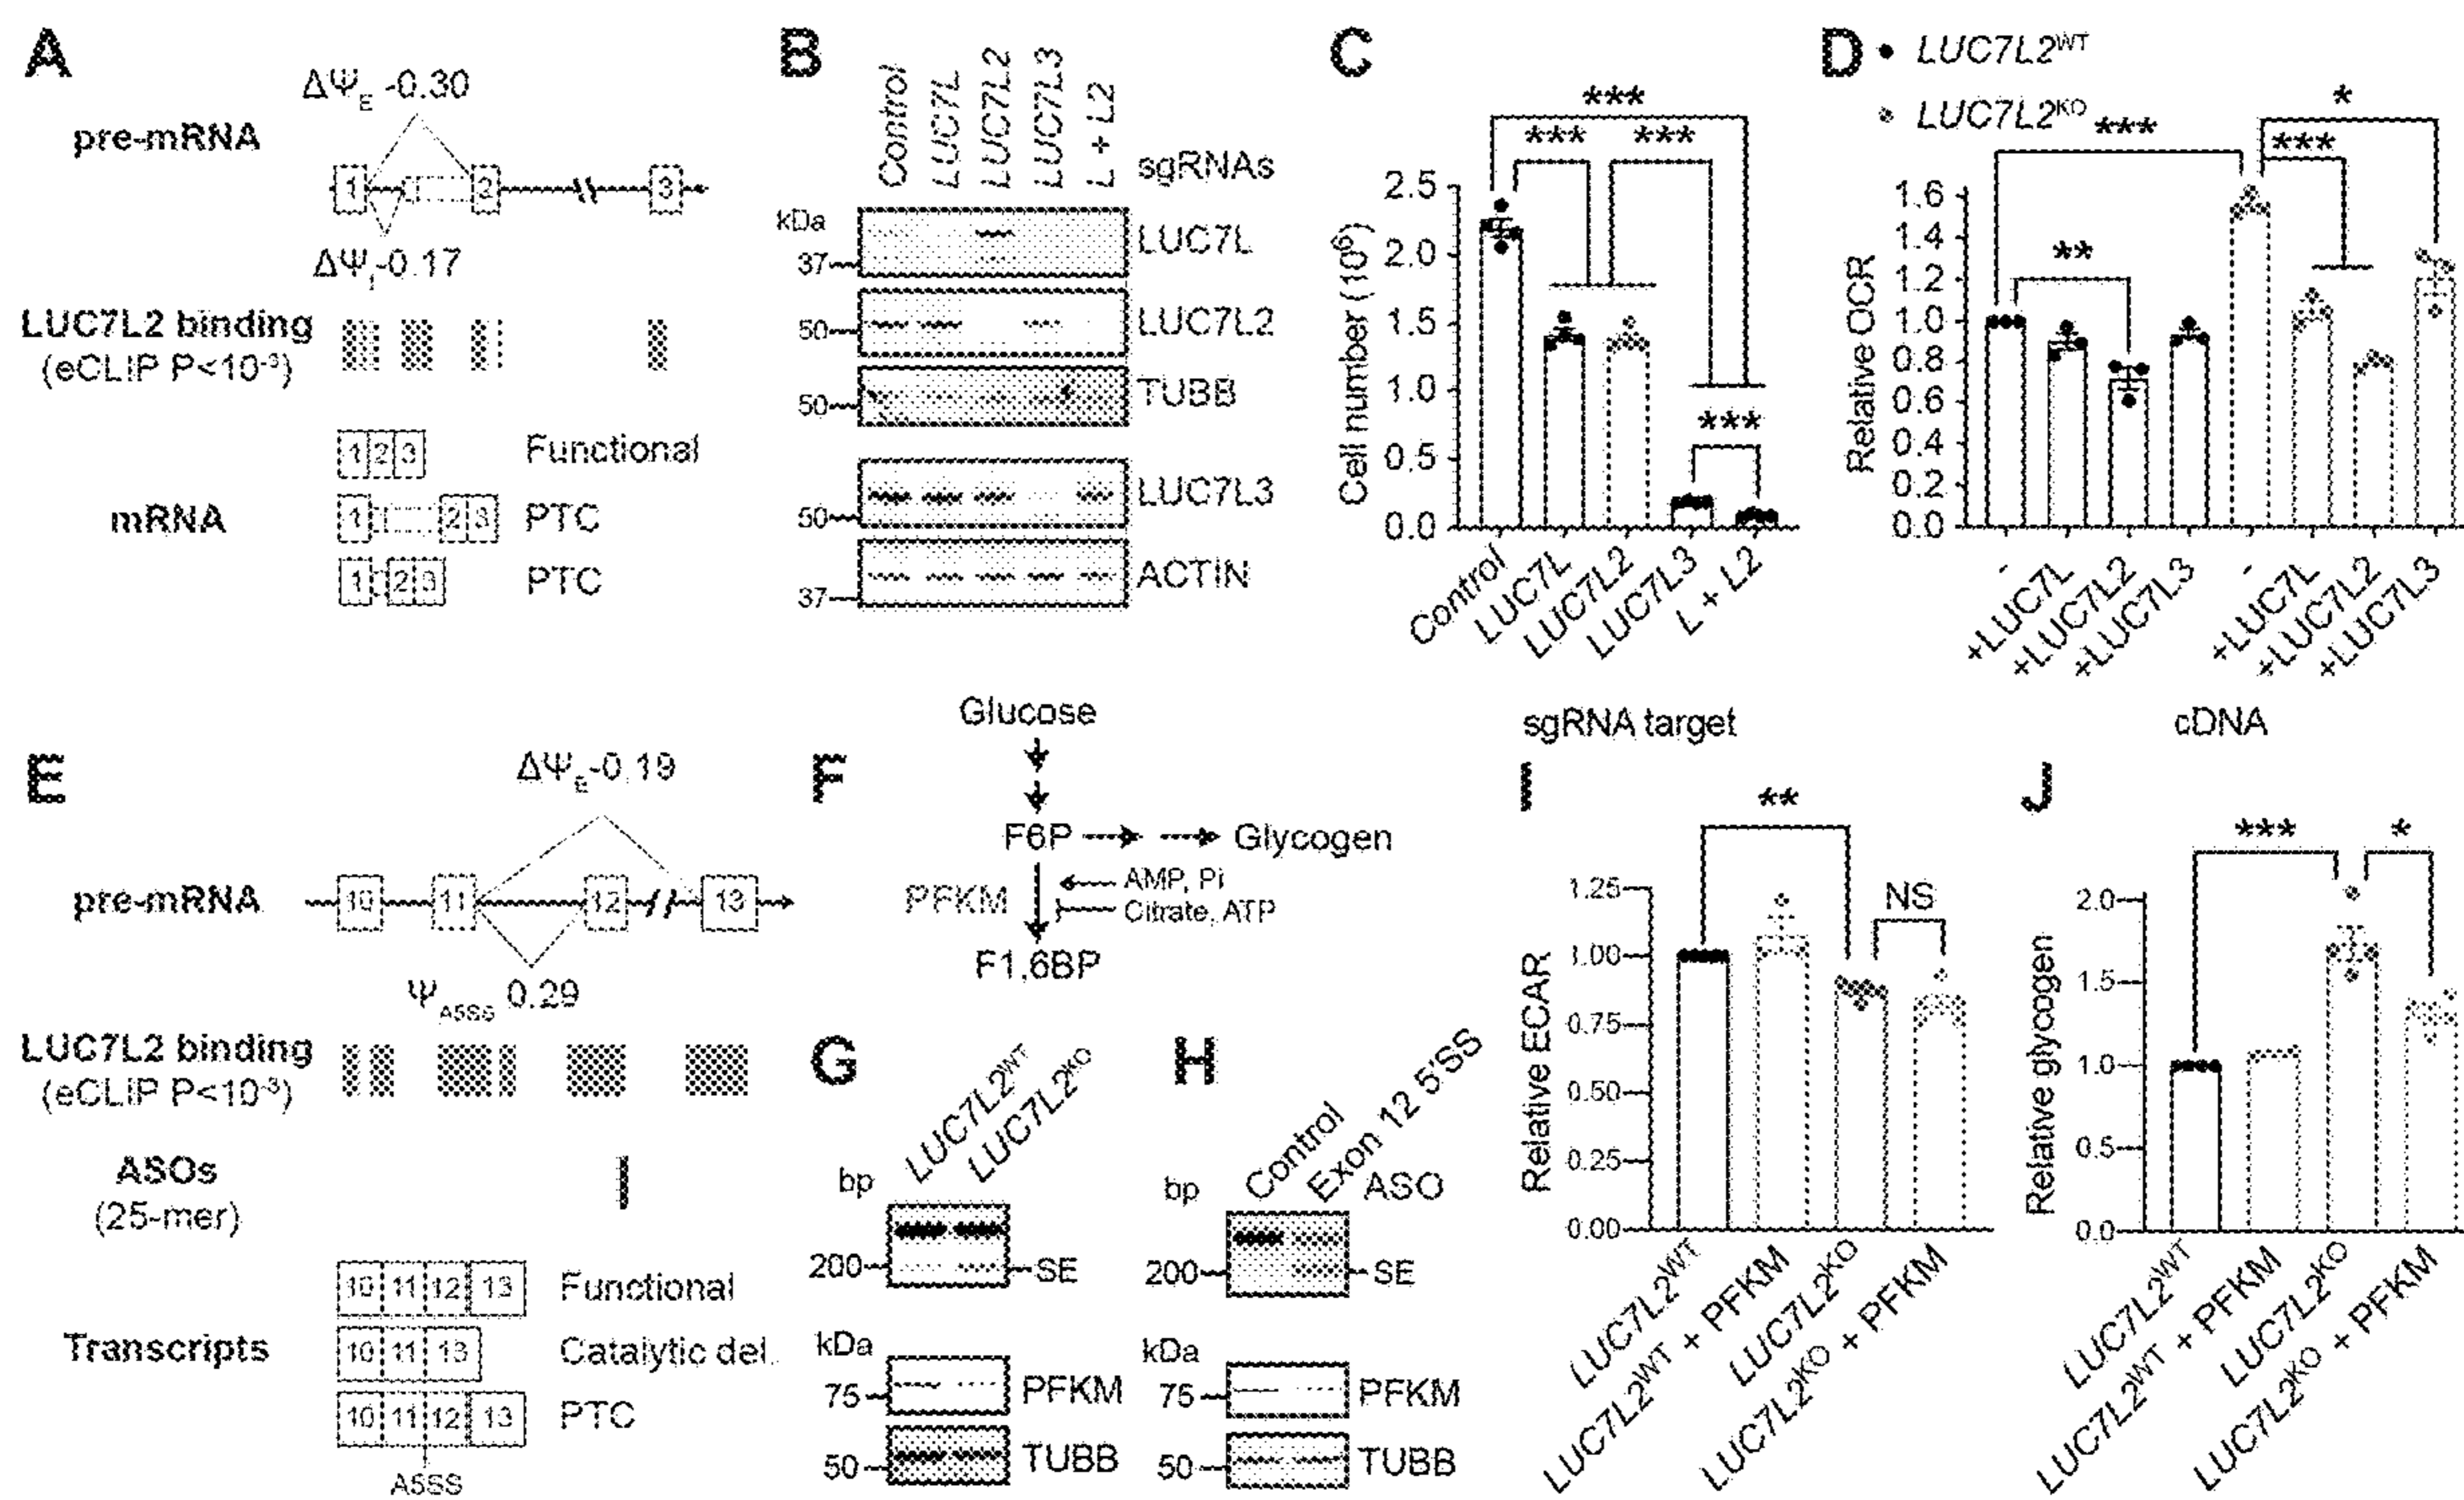 A
ΔΨE -0.30
pre-mRNA
1 2 3
ΔΨI -0.17
LUC7L2 binding
(eCLIP P<10-3)
mRNA
1 2 3 Functional
1 2 3 PTC
1 2 3 PTC
B
Control
LUC7L
LUC7L2
LUC7L3
L + L2
sgRNAs
kDa
37 LUC7L
50 LUC7L2
50 TUBB
50 LUC7L3
37 ACTIN
C
***
*** ***
***
Cell number (10⁶)
2.5
2.0
1.5
1.0
0.5
0.0
Control
LUC7L
LUC7L2
LUC7L3
L + L2
sgRNA target
D
LUC7L2WT
LUC7L2KO
*
***
***
**
Relative OCR
1.6
1.4
1.2
1.0
0.8
0.6
0.4
0.2
0.0
-
+LUC7L
+LUC7L2
+LUC7L3
-
+LUC7L
+LUC7L2
+LUC7L3
cDNA
E
ΔΨE -0.19
pre-mRNA
10 11 12 13
ΨA5SS 0.29
LUC7L2 binding
(eCLIP P<10-3)
ASOs
(25-mer)
Transcripts
10 11 12 13 Functional
10 11 13 Catalytic del.
10 11 12 13 PTC
A5SS
F
Glucose
F6P Glycogen
PFKM
AMP, Pi
Citrate, ATP
F1,6BP
G
LUC7L2WT
LUC7L2KO
bp
200 SE
kDa
75 PFKM
50 TUBB
H
Control
Exon 12 5'SS
ASO
bp
200 SE
kDa
75 PFKM
50 TUBB
I
**
NS
Relative ECAR
1.25
1.00
0.75
0.50
0.25
0.00
LUC7L2WT
LUC7L2WT + PFKM
LUC7L2KO
LUC7L2KO + PFKM
J
*** *
Relative glycogen
2.0
1.5
1.0
0.5
0.0
LUC7L2WT
LUC7L2WT + PFKM
LUC7L2KO
LUC7L2KO + PFKM